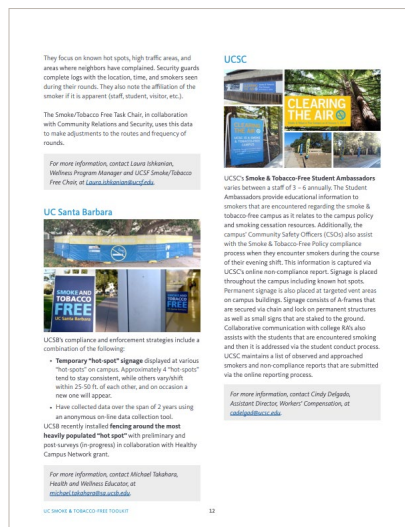 They focus on known hot spots, high traffic areas, and
areas where neighbors have complained. Security guards
complete logs with the location, time, and smokers seen
during their rounds. They also note the affiliation of the
smoker if it is apparent (staff, student, visitor, etc.).
The Smoke/Tobacco Free Task Chair, in collaboration
with Community Relations and Security, uses this data
to make adjustments to the routes and frequency of
rounds.
For more information, contact Laura Ishkanian,
Wellness Program Manager and UCSF Smoke/Tobacco
Free Chair, at Laura.ishkanian@ucsf.edu.
UC Santa Barbara
SMOKE AND
TOBACCO
FREE
UC Santa Barbara
UCSB's compliance and enforcement strategies include a
combination of the following:
• Temporary "hot-spot" signage displayed at various
"hot-spots" on campus. Approximately 4 "hot-spots"
tend to stay consistent, while others vary/shift
within 25-50 ft. of each other, and on occasion a
new one will appear.
• Have collected data over the span of 2 years using
an anonymous on-line data collection tool.
UCSB recently installed fencing around the most
heavily populated "hot spot" with preliminary and
post-surveys (in-progress) in collaboration with Healthy
Campus Network grant.
For more information, contact Michael Takahara,
Health and Wellness Educator, at
michael.takahara@sa.ucsb.edu.
UCSC
CLEARING
THE AIR
CLEARING
THE AIR
UCSC's Smoke & Tobacco-Free Student Ambassadors
varies between a staff of 3 – 6 annually. The Student
Ambassadors provide educational information to
smokers that are encountered regarding the smoke &
tobacco-free campus as it relates to the campus policy
and smoking cessation resources. Additionally, the
campus' Community Safety Officers (CSOs) also assist
with the Smoke & Tobacco-Free Policy compliance
process when they encounter smokers during the course
of their evening shift. This information is captured via
UCSC's online non-compliance report. Signage is placed
throughout the campus including known hot spots.
Permanent signage is also placed at targeted vent areas
on campus buildings. Signage consists of A-frames that
are secured via chain and lock on permanent structures
as well as small signs that are staked to the ground.
Collaborative communication with college RA's also
assists with the students that are encountered smoking
and then it is addressed via the student conduct process.
UCSC maintains a list of observed and approached
smokers and non-compliance reports that are submitted
via the online reporting process.
For more information, contact Cindy Delgado,
Assistant Director, Workers' Compensation, at
cadelgad@ucsc.edu.
UC SMOKE & TOBACCO FREE TOOLKIT
12